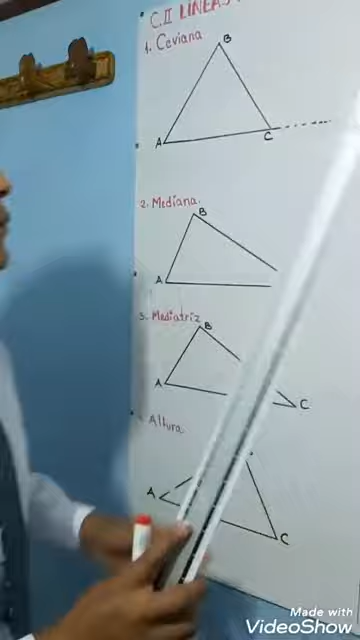 C.II LINEAS
1. Ceviana
B
A
C
2. Mediana.
B
A
3. Mediatriz
B
A
C
Altura
A
C
Made with
VideoShow